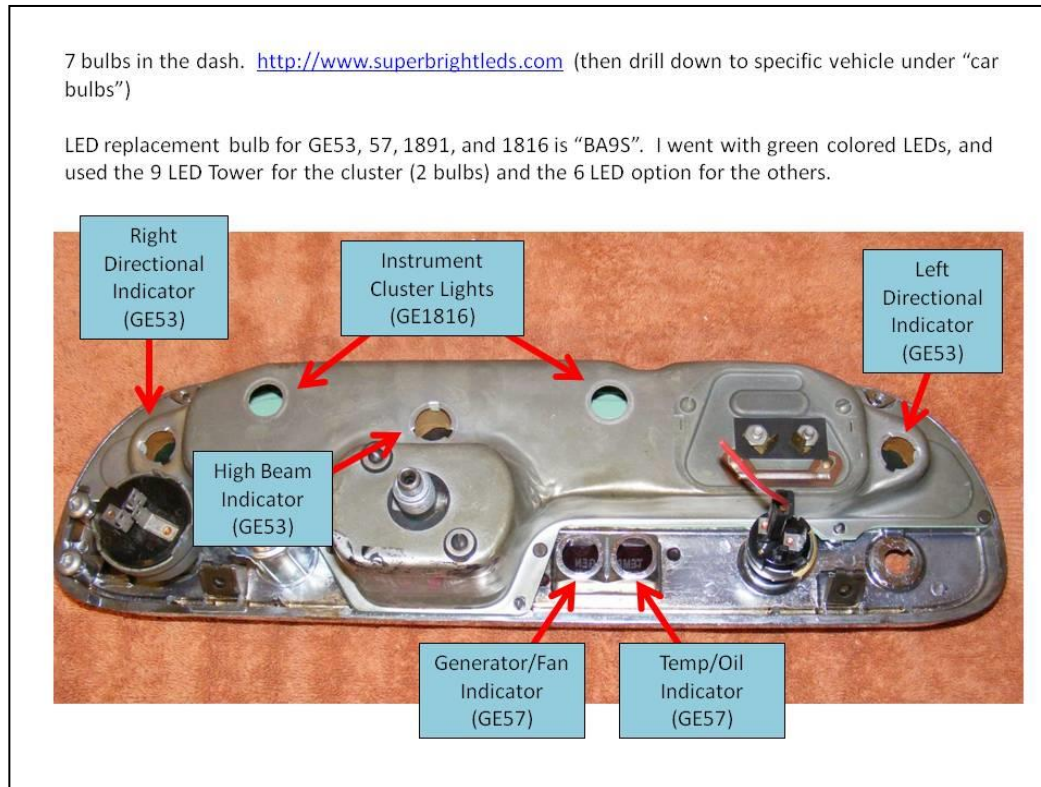 7 bulbs in the dash. http://www.superbrightleds.com (then drill down to specific vehicle under “car
bulbs”)
LED replacement bulb for GE53, 57, 1891, and 1816 is “BA9S”. I went with green colored LEDs, and
used the 9 LED Tower for the cluster (2 bulbs) and the 6 LED option for the others.
Right
Directional
Indicator
(GE53)
Instrument
Cluster Lights
(GE1816)
Left
Directional
Indicator
(GE53)
High Beam
Indicator
(GE53)
GEN
TEMP
Generator/Fan
Indicator
(GE57)
Temp/Oil
Indicator
(GE57)